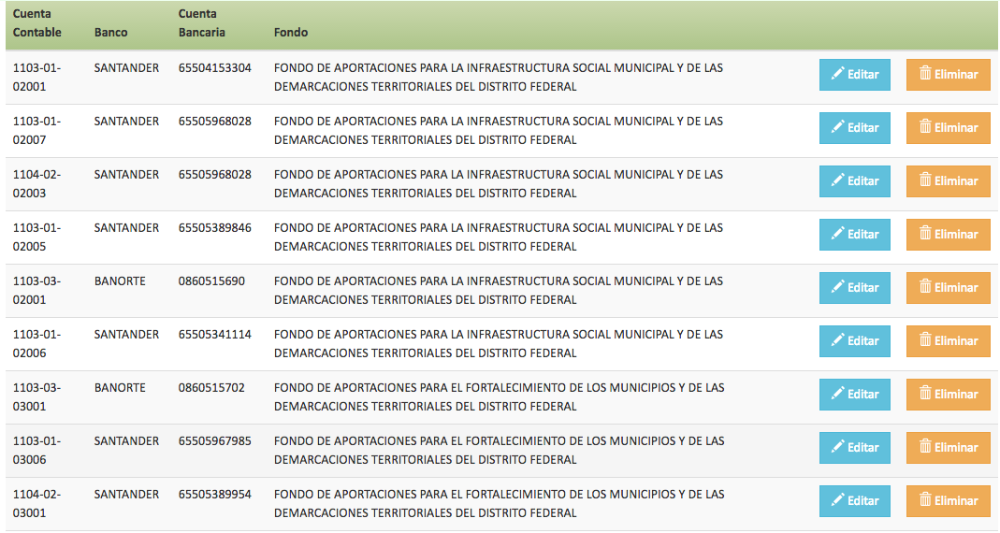 Cuenta Contable Banco Cuenta Bancaria Fondo
1103-01- SANTANDER 65504153304 FONDO DE APORTACIONES PARA LA INFRAESTRUCTURA SOCIAL MUNICIPAL Y DE LAS Editar Eliminar
02001 DEMARCACIONES TERRITORIALES DEL DISTRITO FEDERAL
1103-01- SANTANDER 65505968028 FONDO DE APORTACIONES PARA LA INFRAESTRUCTURA SOCIAL MUNICIPAL Y DE LAS Editar Eliminar
02007 DEMARCACIONES TERRITORIALES DEL DISTRITO FEDERAL
1104-02- SANTANDER 65505968028 FONDO DE APORTACIONES PARA LA INFRAESTRUCTURA SOCIAL MUNICIPAL Y DE LAS Editar Eliminar
02003 DEMARCACIONES TERRITORIALES DEL DISTRITO FEDERAL
1103-01- SANTANDER 65505389846 FONDO DE APORTACIONES PARA LA INFRAESTRUCTURA SOCIAL MUNICIPAL Y DE LAS Editar Eliminar
02005 DEMARCACIONES TERRITORIALES DEL DISTRITO FEDERAL
1103-03- BANORTE 0860515690 FONDO DE APORTACIONES PARA LA INFRAESTRUCTURA SOCIAL MUNICIPAL Y DE LAS Editar Eliminar
02001 DEMARCACIONES TERRITORIALES DEL DISTRITO FEDERAL
1103-01- SANTANDER 65505341114 FONDO DE APORTACIONES PARA LA INFRAESTRUCTURA SOCIAL MUNICIPAL Y DE LAS Editar Eliminar
02006 DEMARCACIONES TERRITORIALES DEL DISTRITO FEDERAL
1103-03- BANORTE 0860515702 FONDO DE APORTACIONES PARA EL FORTALECIMIENTO DE LOS MUNICIPIOS Y DE LAS Editar Eliminar
03001 DEMARCACIONES TERRITORIALES DEL DISTRITO FEDERAL
1103-01- SANTANDER 65505967985 FONDO DE APORTACIONES PARA EL FORTALECIMIENTO DE LOS MUNICIPIOS Y DE LAS Editar Eliminar
03006 DEMARCACIONES TERRITORIALES DEL DISTRITO FEDERAL
1104-02- SANTANDER 65505389954 FONDO DE APORTACIONES PARA EL FORTALECIMIENTO DE LOS MUNICIPIOS Y DE LAS Editar Eliminar
03001 DEMARCACIONES TERRITORIALES DEL DISTRITO FEDERAL